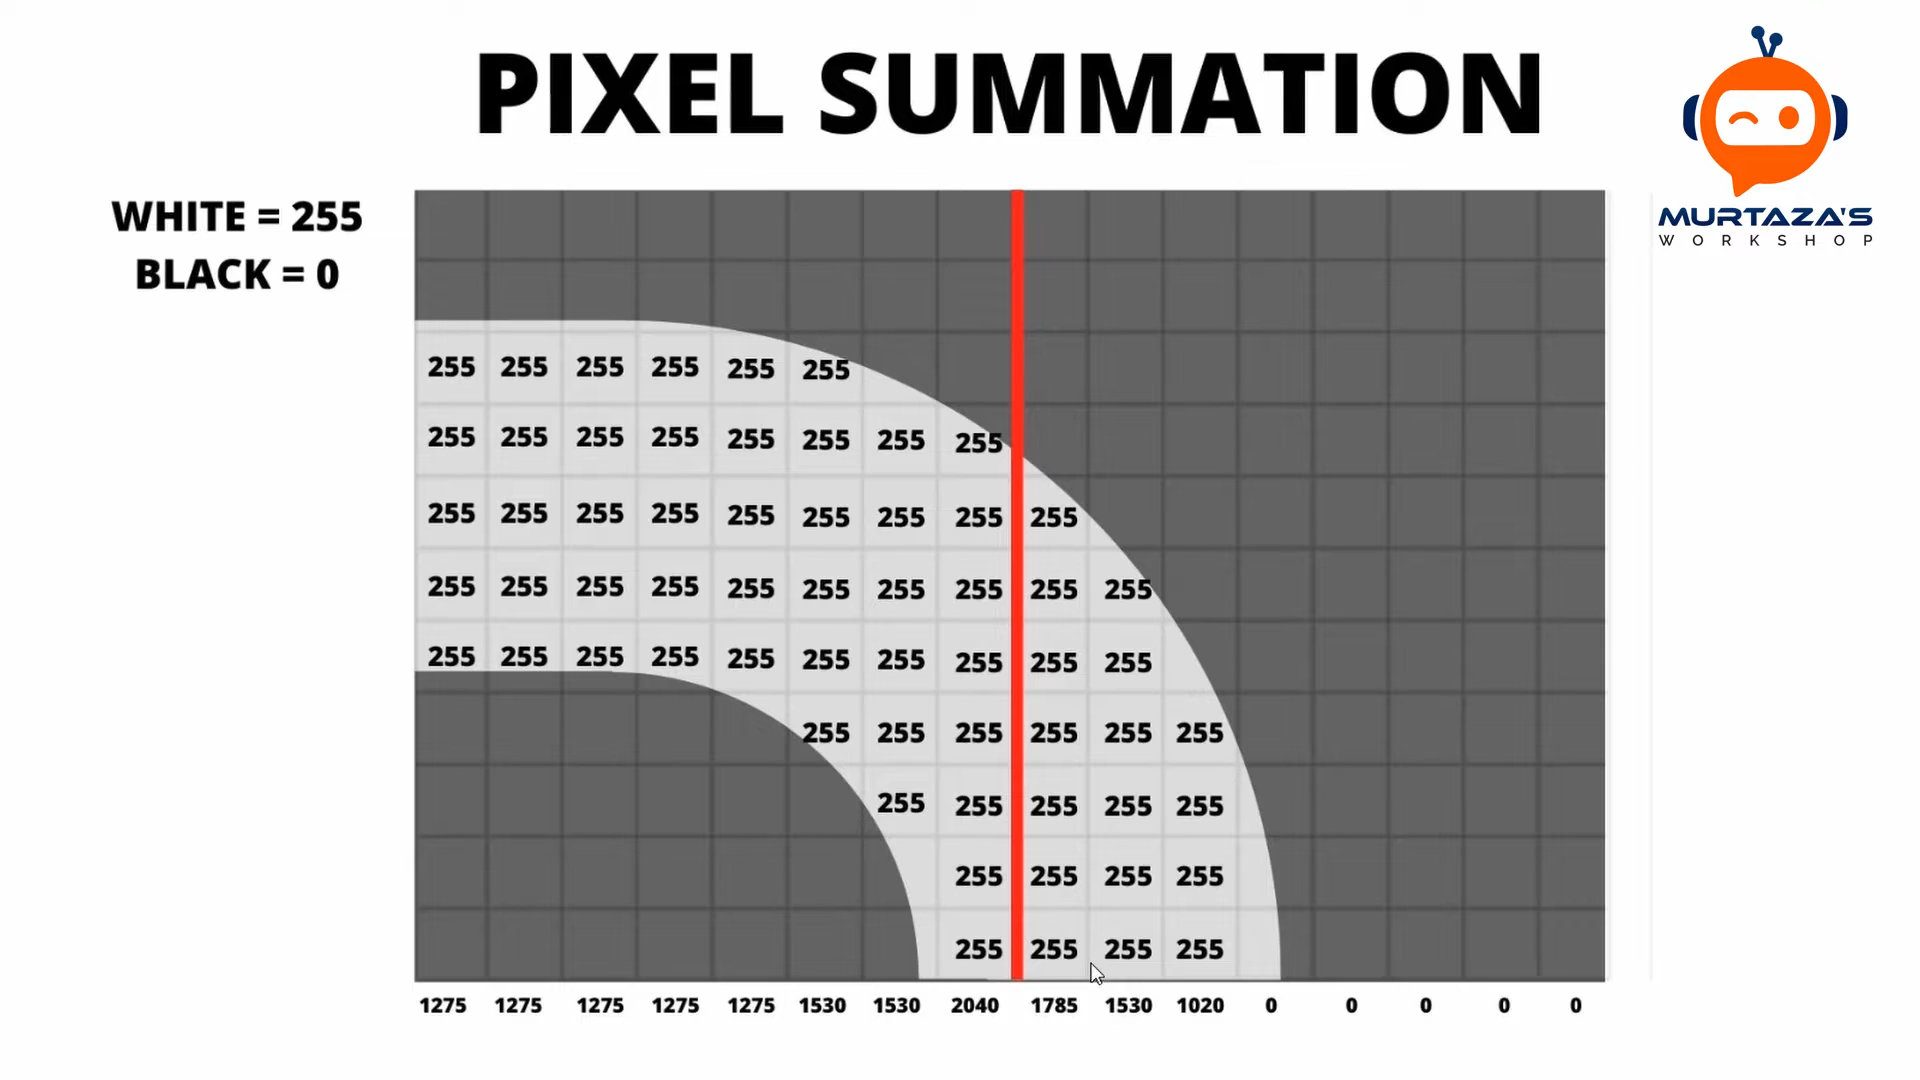 PIXEL SUMMATION
MURTAZA'S
WORKSHOP
WHITE = 255
BLACK = 0
255 255 255 255 255 255
255 255 255 255 255 255 255 255
255 255 255 255 255 255 255 255 255
255 255 255 255 255 255 255 255 255 255
255 255 255 255 255 255 255 255 255 255
255 255 255 255 255 255
255 255 255 255 255
255 255 255 255
255 255 255 255
1275 1275 1275 1275 1275 1530 1530 2040 1785 1530 1020 0 0 0 0 0